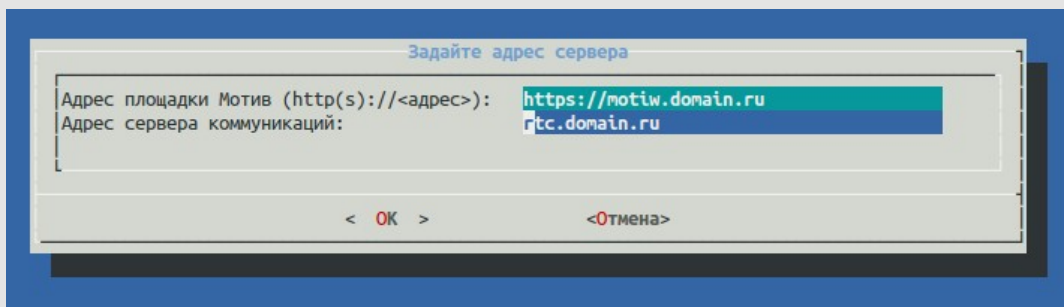 Задайте адрес сервера
Адрес площадки Мотив (http(s)://<адрес>): https://motiw.domain.ru
Адрес сервера коммуникаций: rtc.domain.ru
< OK > <Отмена>